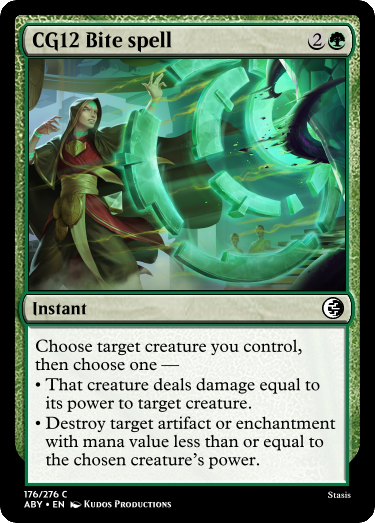 CG12 Bite spell 2
Instant
Choose target creature you control,
then choose one —
• That creature deals damage equal to
its power to target creature.
• Destroy target artifact or enchantment
with mana value less than or equal to
the chosen creature's power.
176/276 C
Stasis
ABY • EN Kudos Productions